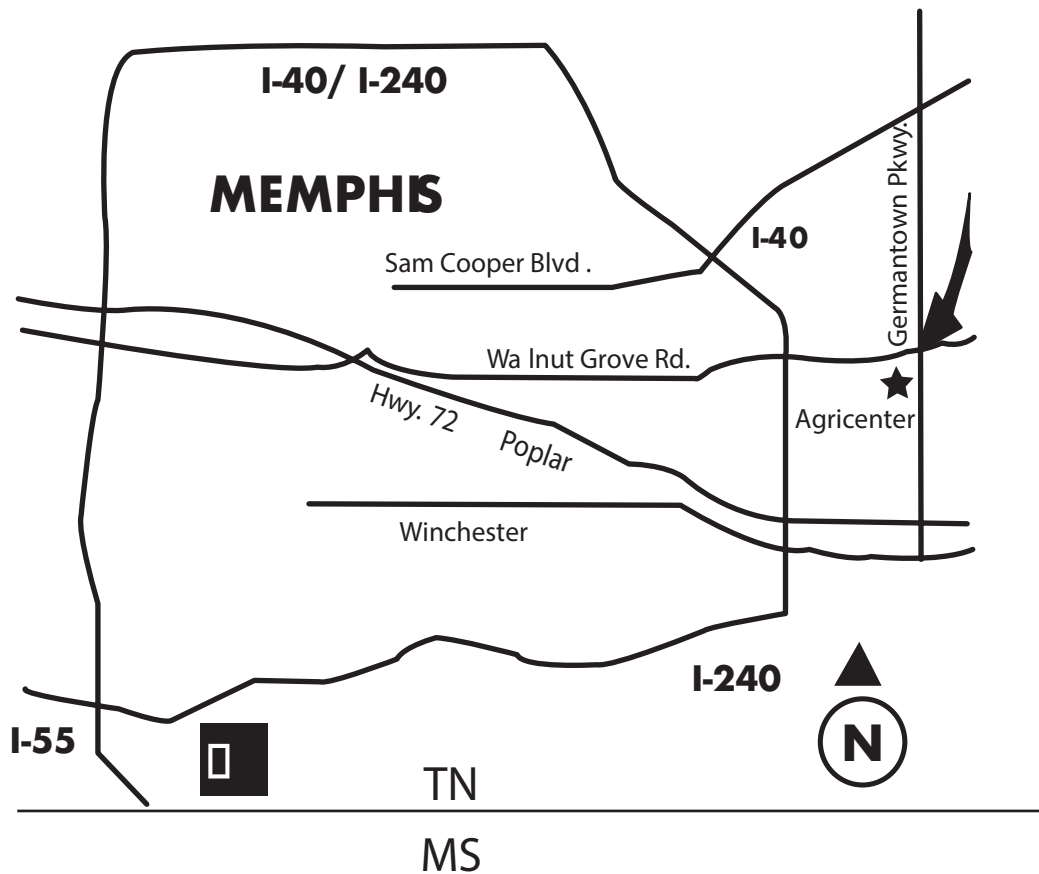 I-40/ I-240
MEMPHIS
Germantown Pkwy.
I-40
Sam Cooper Blvd .
Wa lnut Grove Rd.
Hwy. 72
Poplar
Agricenter
Winchester
I-240
I-55
N
TN
MS